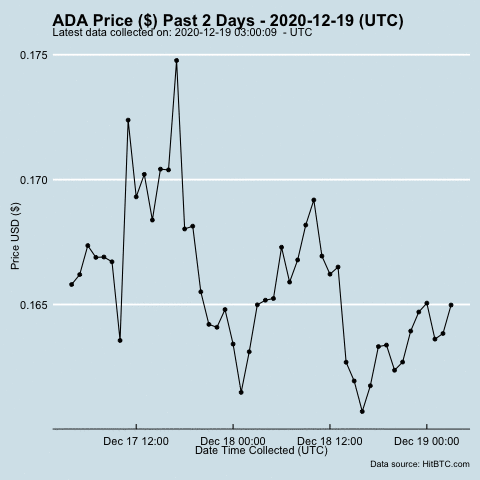 ADA Price ($) Past 2 Days - 2020-12-19 (UTC)
Latest data collected on: 2020-12-19 03:00:09 - UTC
0.175
0.170
0.165
Price USD ($)
Dec 17 12:00 Dec 18 00:00 Dec 18 12:00 Dec 19 00:00
Date Time Collected (UTC)
Data source: HitBTC.com